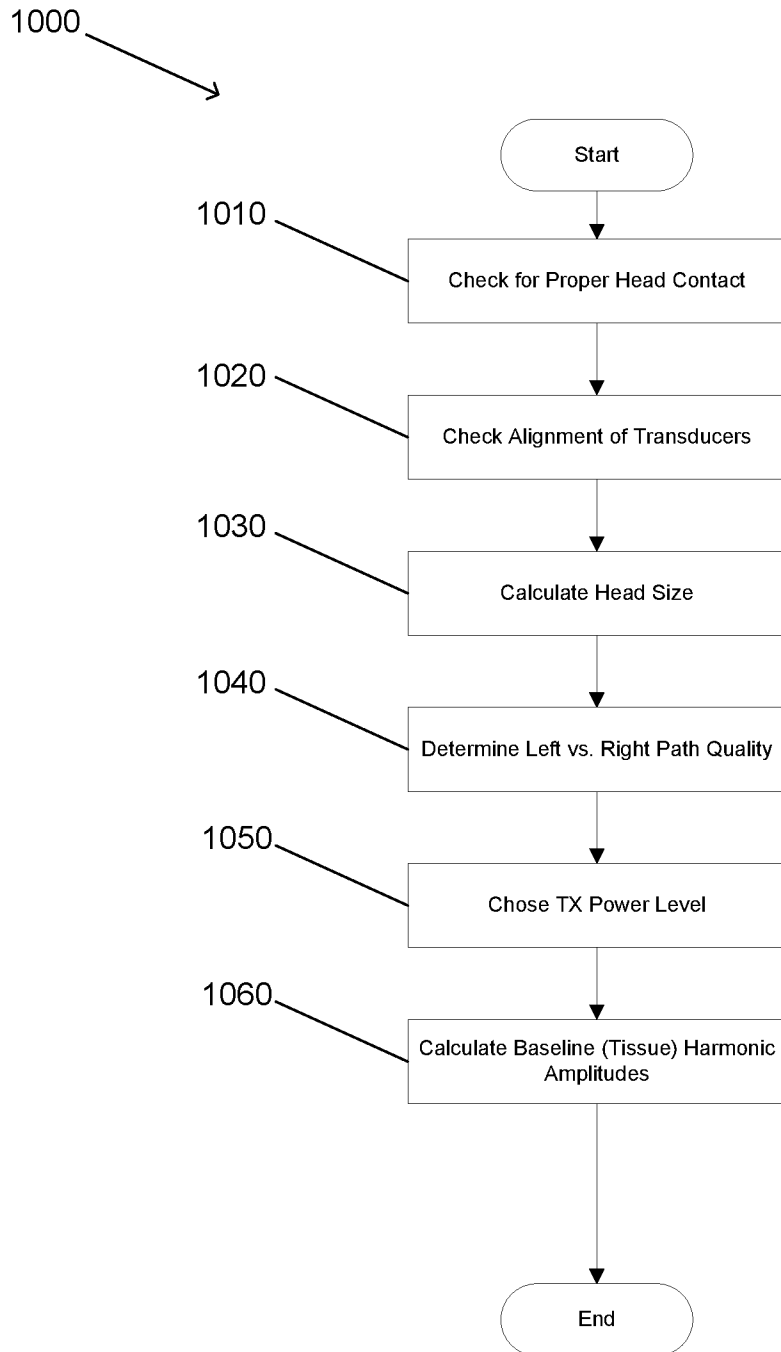 1000
Start
1010
Check for Proper Head Contact
1020
Check Alignment of Transducers
1030
Calculate Head Size
1040
Determine Left vs. Right Path Quality
1050
Chose TX Power Level
1060
Calculate Baseline (Tissue) Harmonic
Amplitudes
End